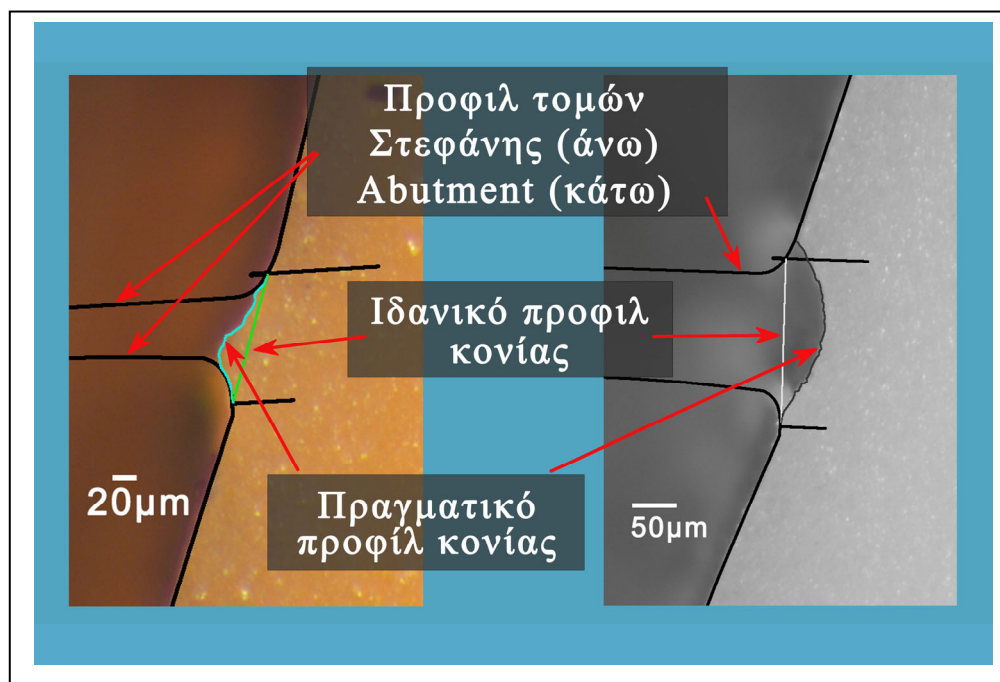 Προφιλ τομών
Στεφάνης (άνω)
Abutment (κάτω)
Ιδανικό προφιλ
κονίας
20μm
50μm
Πραγματικό
προφίλ κονίας